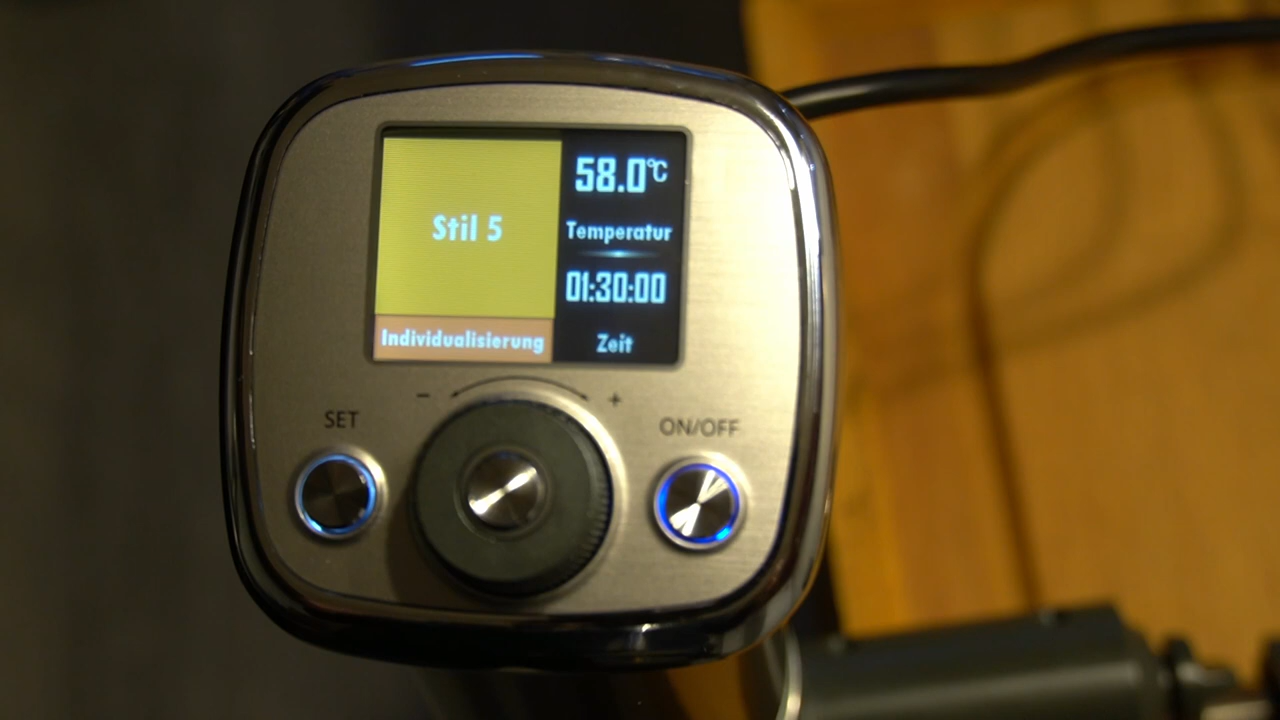 Stil 5
Individualisierung
58.0°C
Temperatur
01:30:00
Zeit
- +
SET
ON/OFF